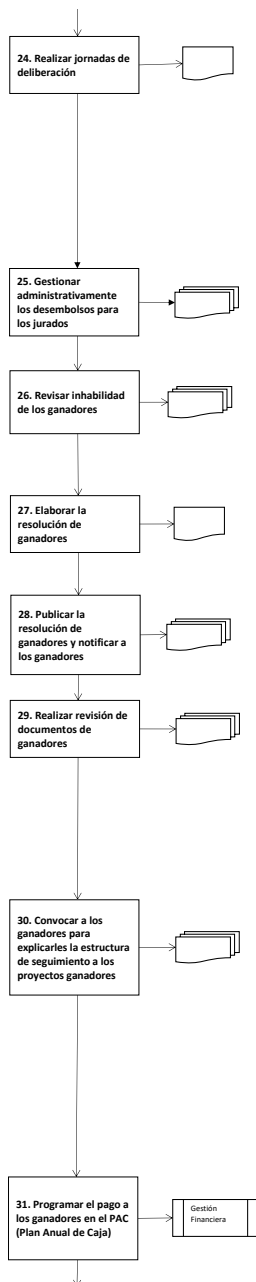 24. Realizar jornadas de
deliberación
25. Gestionar
administrativamente
los desembolsos para
los jurados
26. Revisar inhabilidad
de los ganadores
27. Elaborar la
resolución de
ganadores
28. Publicar la
resolución de
ganadores y notificar a
los ganadores
29. Realizar revisión de
documentos de
ganadores
30. Convocar a los
ganadores para
explicarles la estructura
de seguimiento a los
proyectos ganadores
31. Programar el pago a
los ganadores en el PAC
(Plan Anual de Caja)
Gestión
Financiera